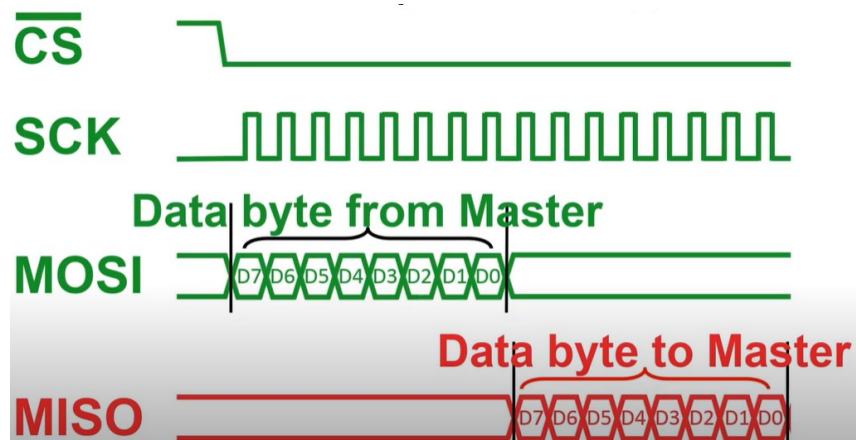 CS
SCK
Data byte from Master
MOSI D7 D6 D5 D4 D3 D2 D1 D0
Data byte to Master
MISO D7 D6 D5 D4 D3 D2 D1 D0